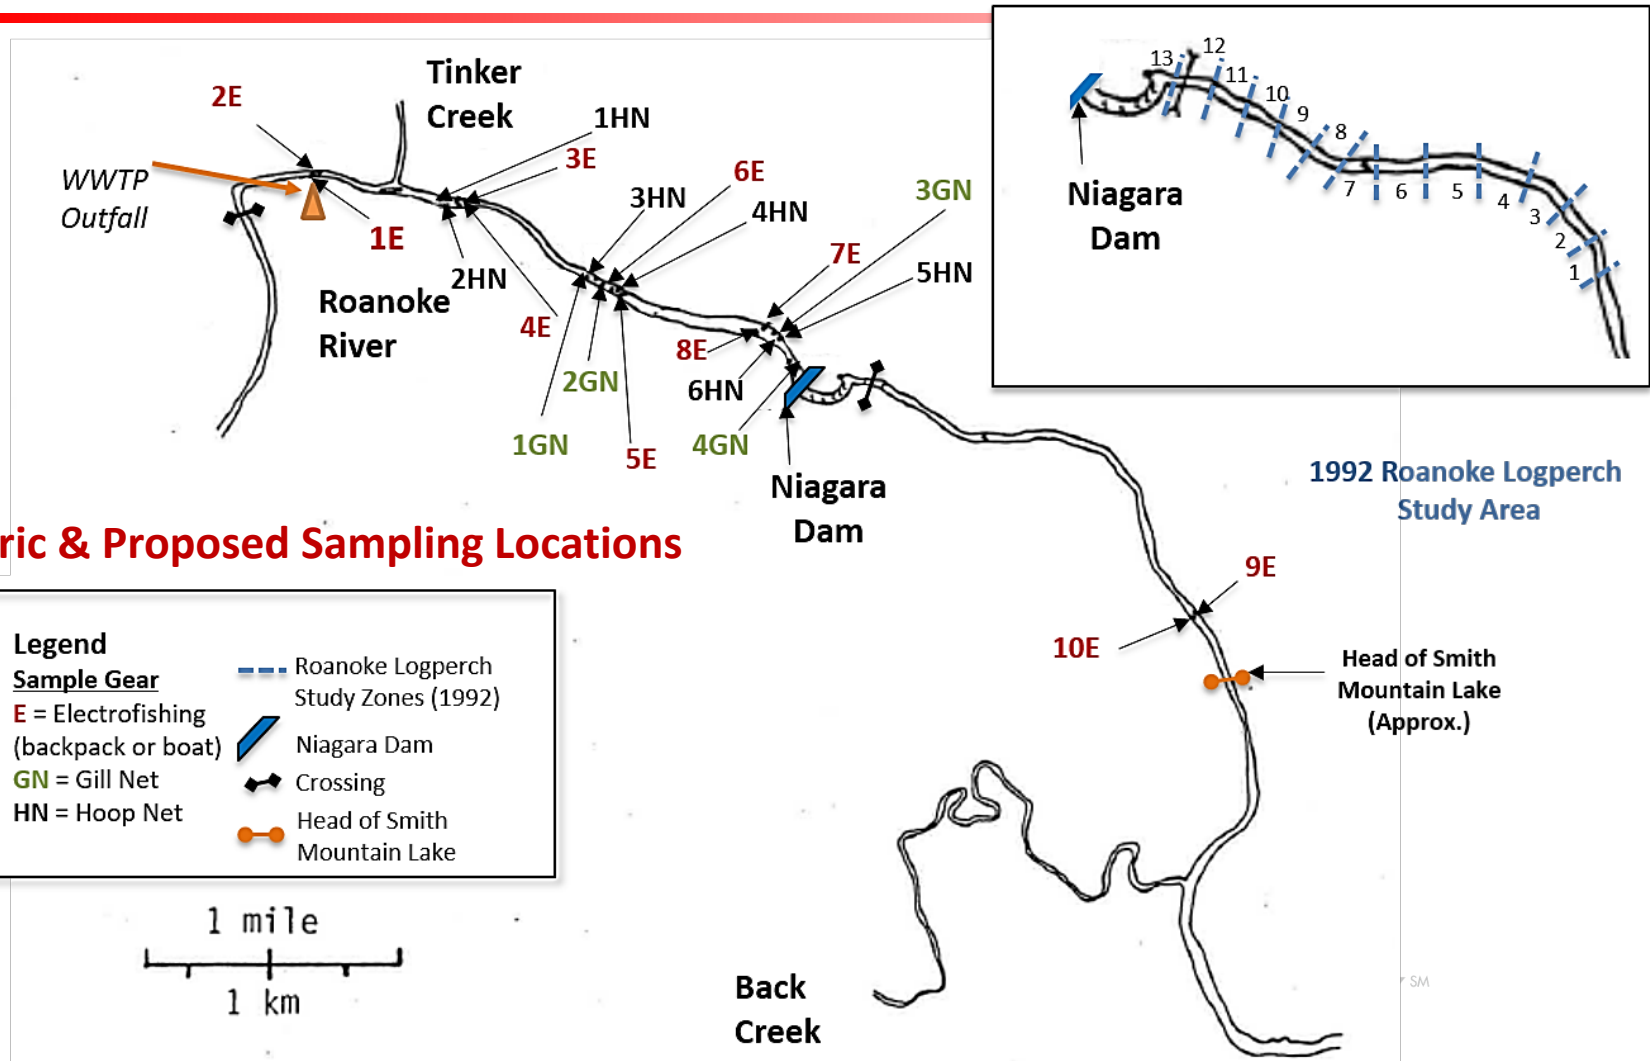 Tinker
Creek
2E
1HN
3E
WWTP
Outfall
6E
3HN
4HN
3GN
1E
7E
2HN
5HN
Roanoke
River
4E
8E
2GN
6HN
1GN
5E
4GN
Niagara
Dam
13
12
11
10
9
8
7
6
5
4
3
2
1
Niagara
Dam
1992 Roanoke Logperch
Study Area
ric & Proposed Sampling Locations
9E
10E
Head of Smith
Mountain Lake
(Approx.)
Legend
Sample Gear
E = Electrofishing
(backpack or boat)
GN = Gill Net
HN = Hoop Net
Roanoke Logperch
Study Zones (1992)
Niagara Dam
Crossing
Head of Smith
Mountain Lake
1 mile
1 km
Back
Creek
SM